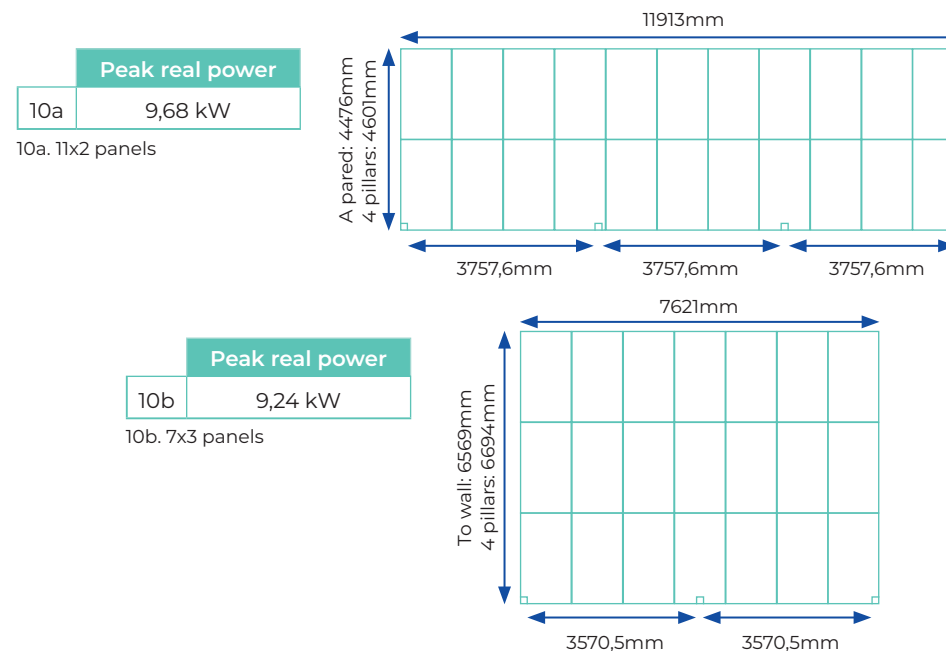 11913mm
Peak real power
10a
9,68 kW
10a. 11x2 panels
A pared: 4476mm
4 pillars: 4601mm
3757,6mm
3757,6mm
3757,6mm
7621mm
Peak real power
10b
9,24 kW
10b. 7x3 panels
To wall: 6569mm
4 pillars: 6694mm
3570,5mm
3570,5mm